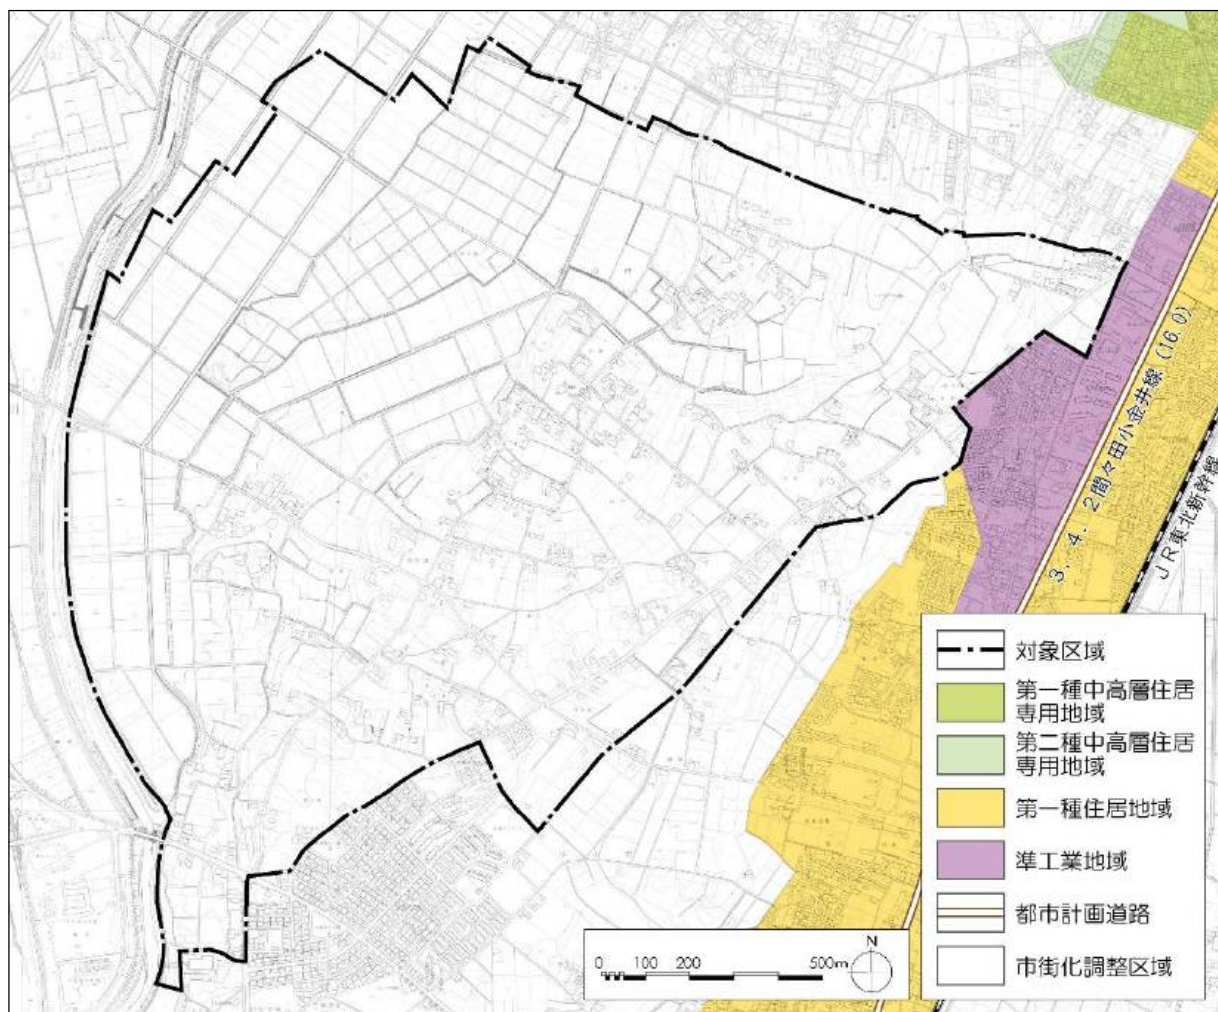 3.4.2間々田小金井線(16.0)
JR東北新幹線
対象区域
第一種中高層住居
専用地域
第二種中高層住居
専用地域
第一種住居地域
準工業地域
都市計画道路
市街化調整区域
0 100 200 500m
N